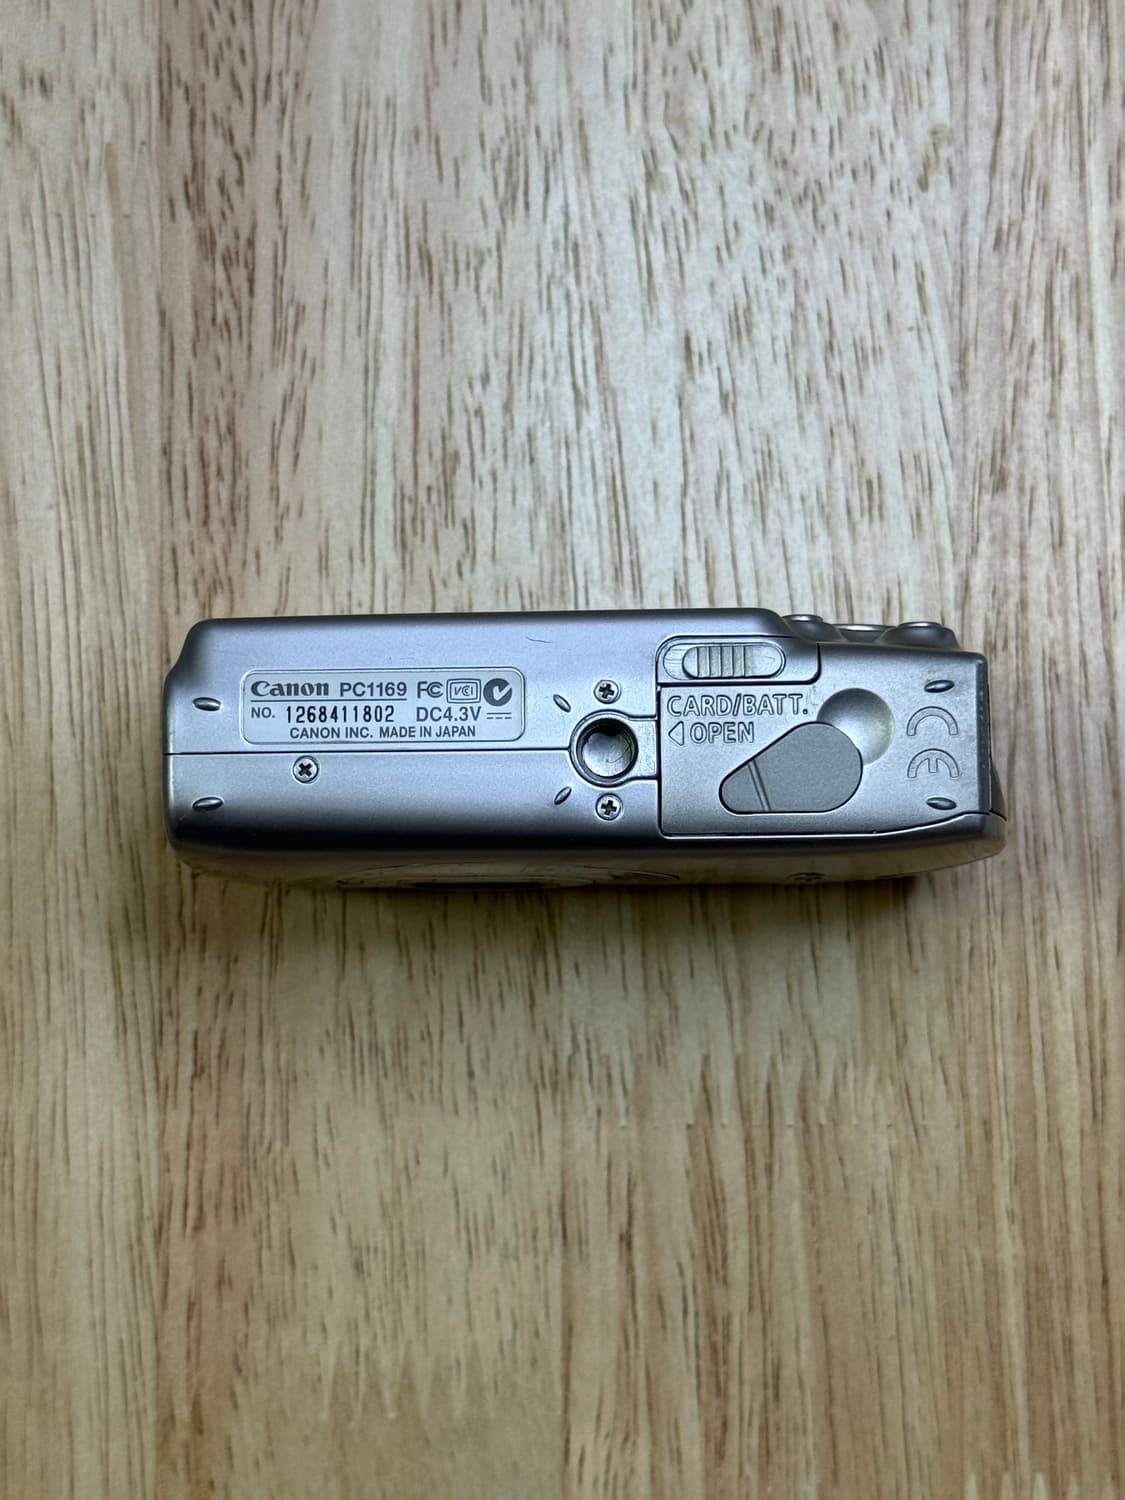 Canon PC1169 FC VCI
NO. 1268411802 DC4.3V
CANON INC. MADE IN JAPAN
CARD/BATT.
OPEN
CE